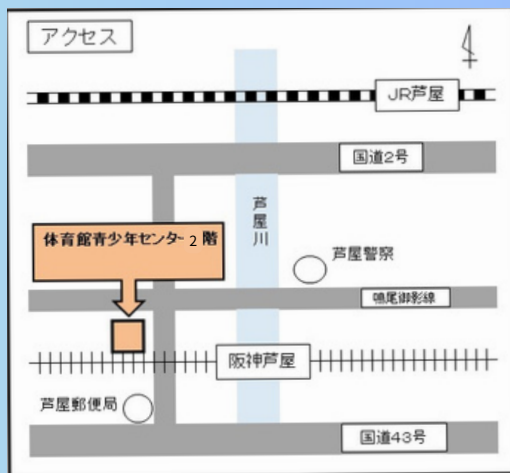 アクセス
JR芦屋
国道2号
芦屋川
体育館青少年センター 2 階
芦屋警察
鳴尾御影線
阪神芦屋
芦屋郵便局
国道43号